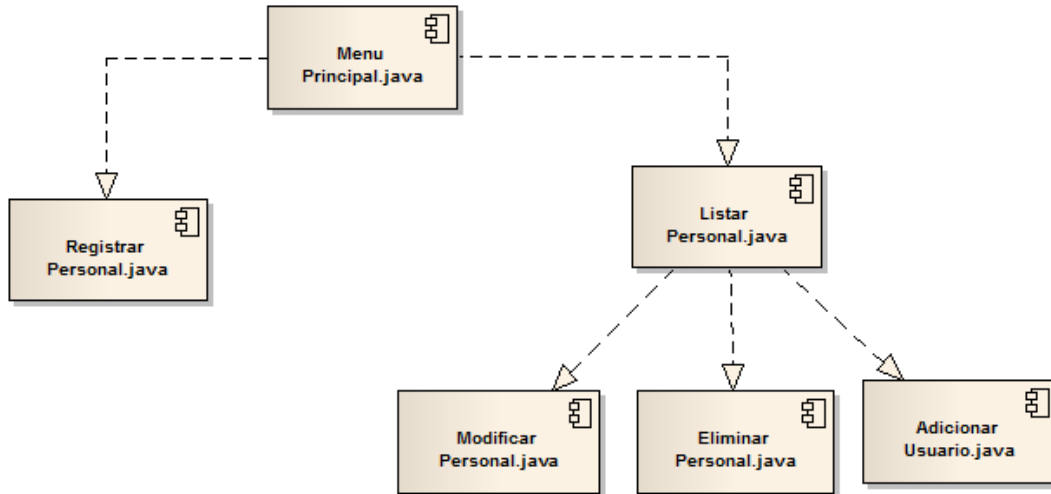 Menu
Principal.java
Registrar
Personal.java
Listar
Personal.java
Modificar
Personal.java
Eliminar
Personal.java
Adicionar
Usuario.java